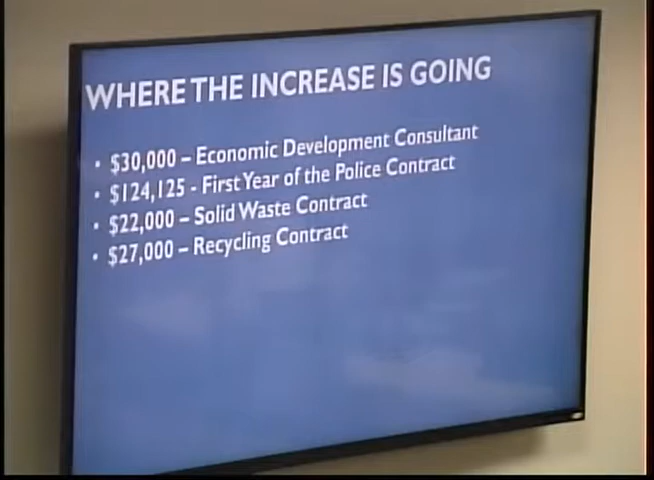 WHERE THE INCREASE IS GOING
• $30,000 – Economic Development Consultant
• $124,125 - First Year of the Police Contract
• $22,000 – Solid Waste Contract
• $27,000 – Recycling Contract